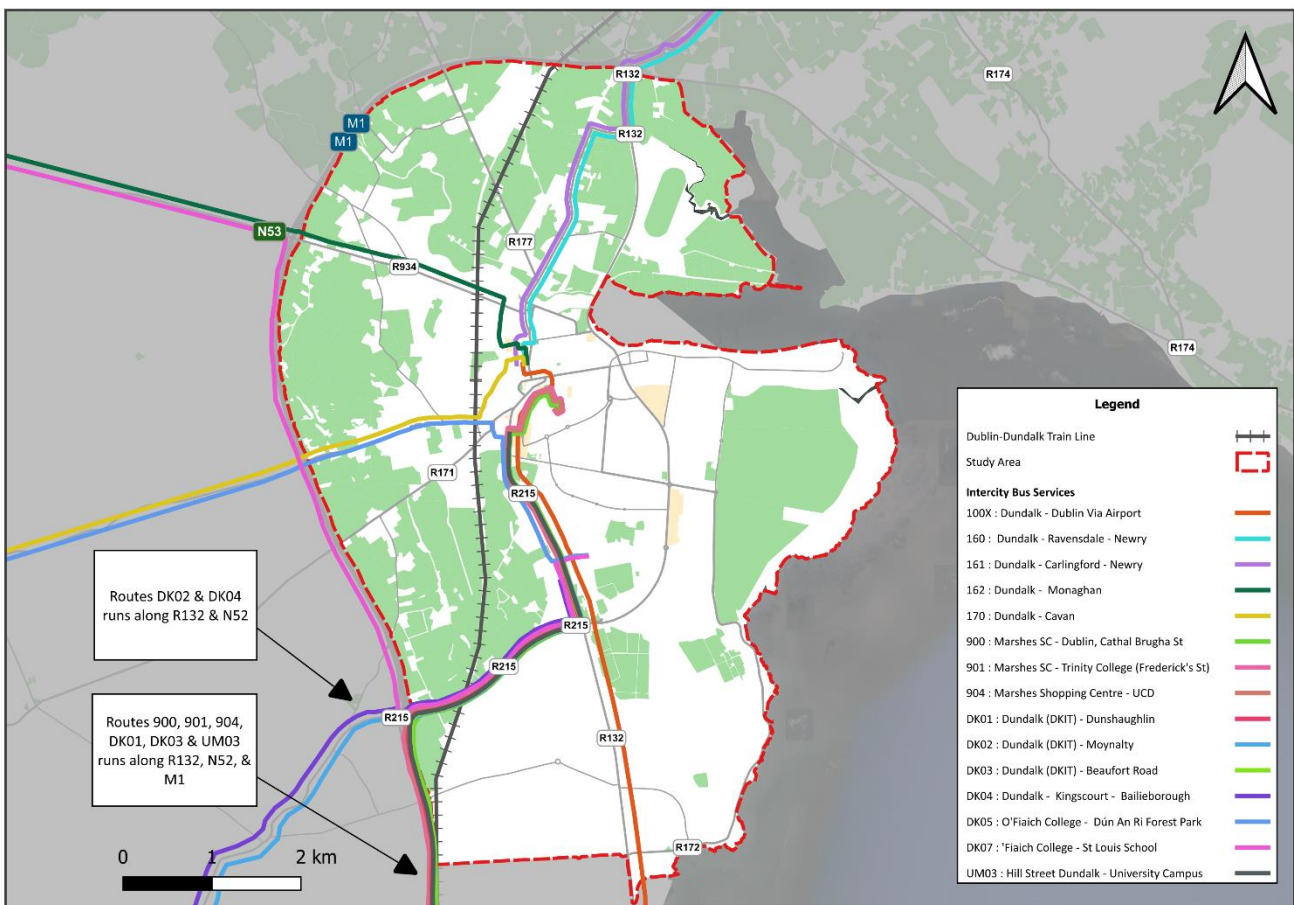 R132
R174
R132
M1
M1
N53
R177
R934
R174
R171
R215
Routes DK02 & DK04
runs along R132 & N52
R215
R215
R215
R132
Routes 900, 901, 904,
DK01, DK03 & UM03
runs along R132, N52, &
M1
R172
0 1 2 km
Legend
Dublin-Dundalk Train Line
Study Area
Intercity Bus Services
100X : Dundalk - Dublin Via Airport
160 : Dundalk - Ravensdale - Newry
161 : Dundalk - Carlingford - Newry
162 : Dundalk - Monaghan
170 : Dundalk - Cavan
900 : Marshes SC - Dublin, Cathal Brugha St
901 : Marshes SC - Trinity College (Frederick's St)
904 : Marshes Shopping Centre - UCD
DK01 : Dundalk (DKIT) - Dunshaughlin
DK02 : Dundalk (DKIT) - Moynalty
DK03 : Dundalk (DKIT) - Beaufort Road
DK04 : Dundalk - Kingscourt - Bailieborough
DK05 : O'Fiaich College - Dún An Ri Forest Park
DK07 : 'Fiaich College - St Louis School
UM03 : Hill Street Dundalk - University Campus